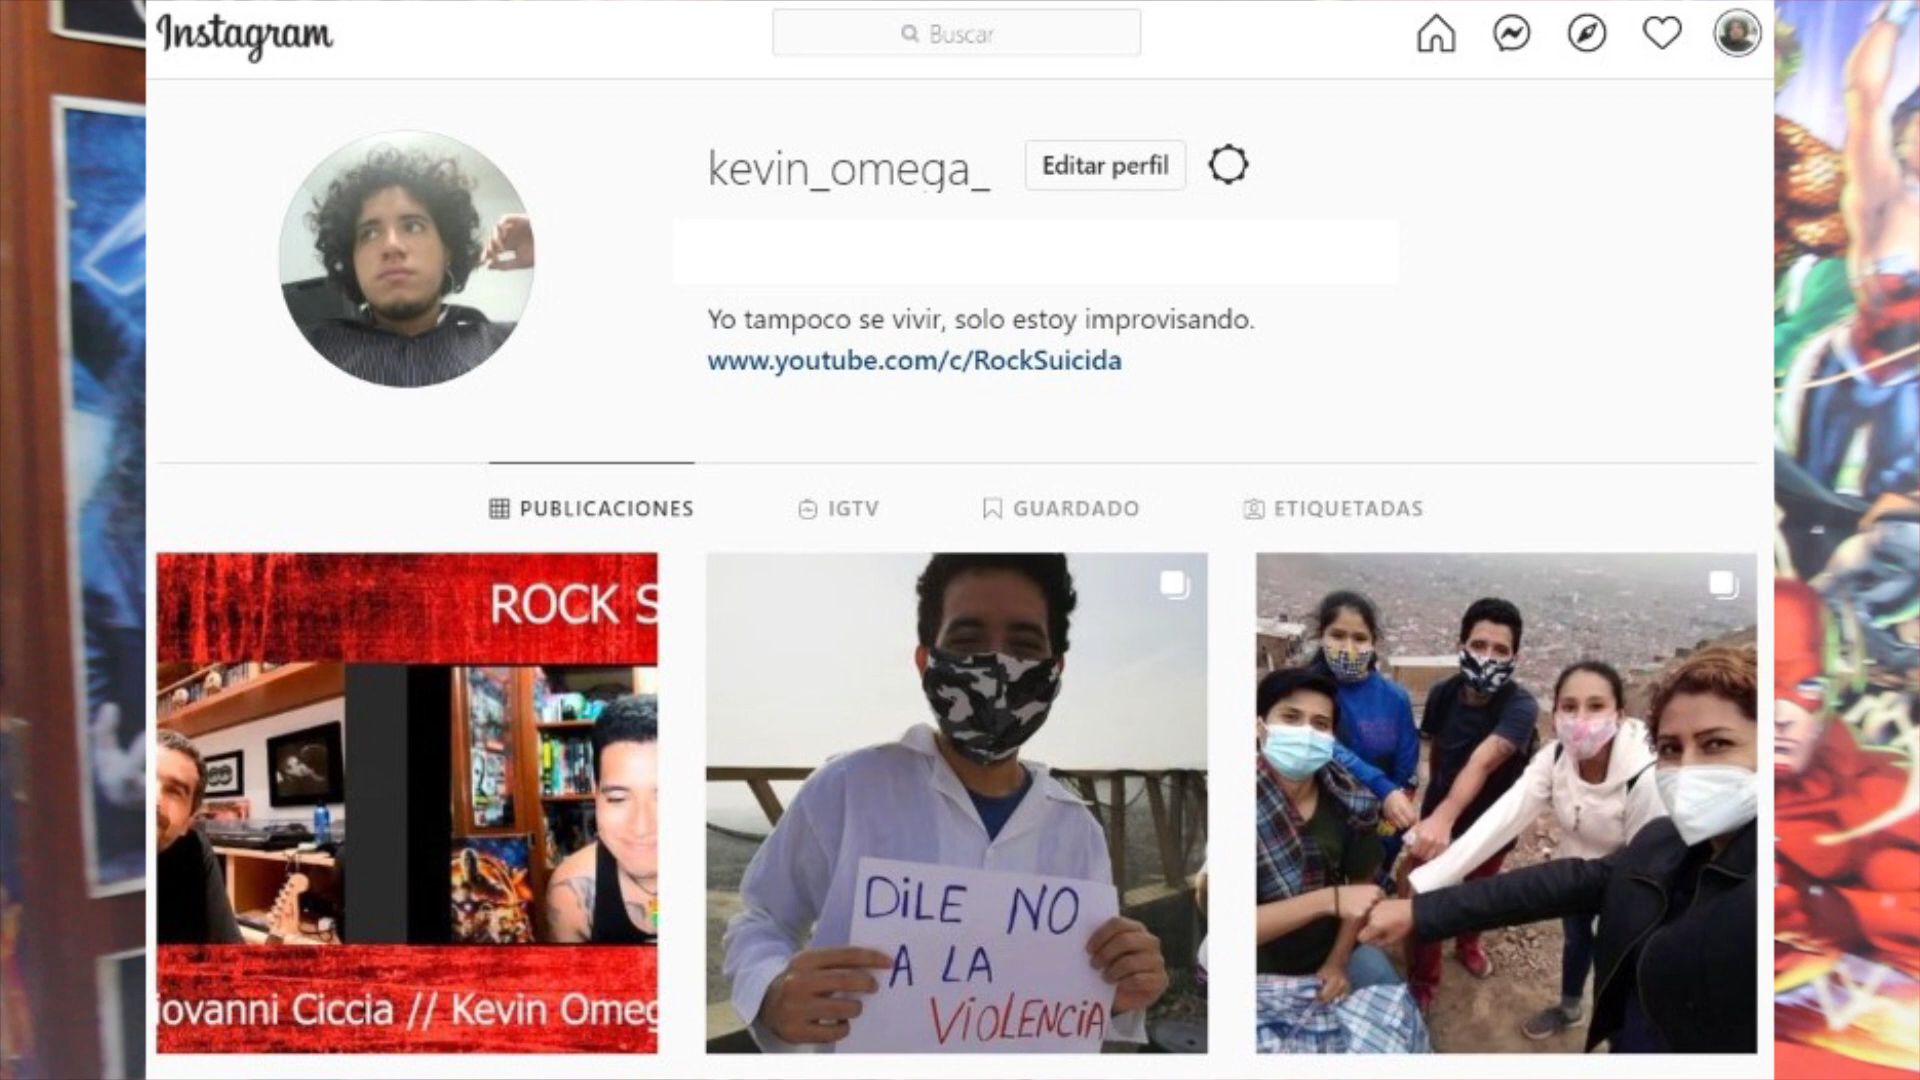 Instagram
Buscar
kevin_omega_
Editar perfil
Yo tampoco se vivir, solo estoy improvisando.
www.youtube.com/c/RockSuicida
PUBLICACIONES
IGTV
GUARDADO
ETIQUETADAS
ROCK S
iovanni Ciccia // Kevin Omeg
DiLE NO
A LA
ViOLENCiA